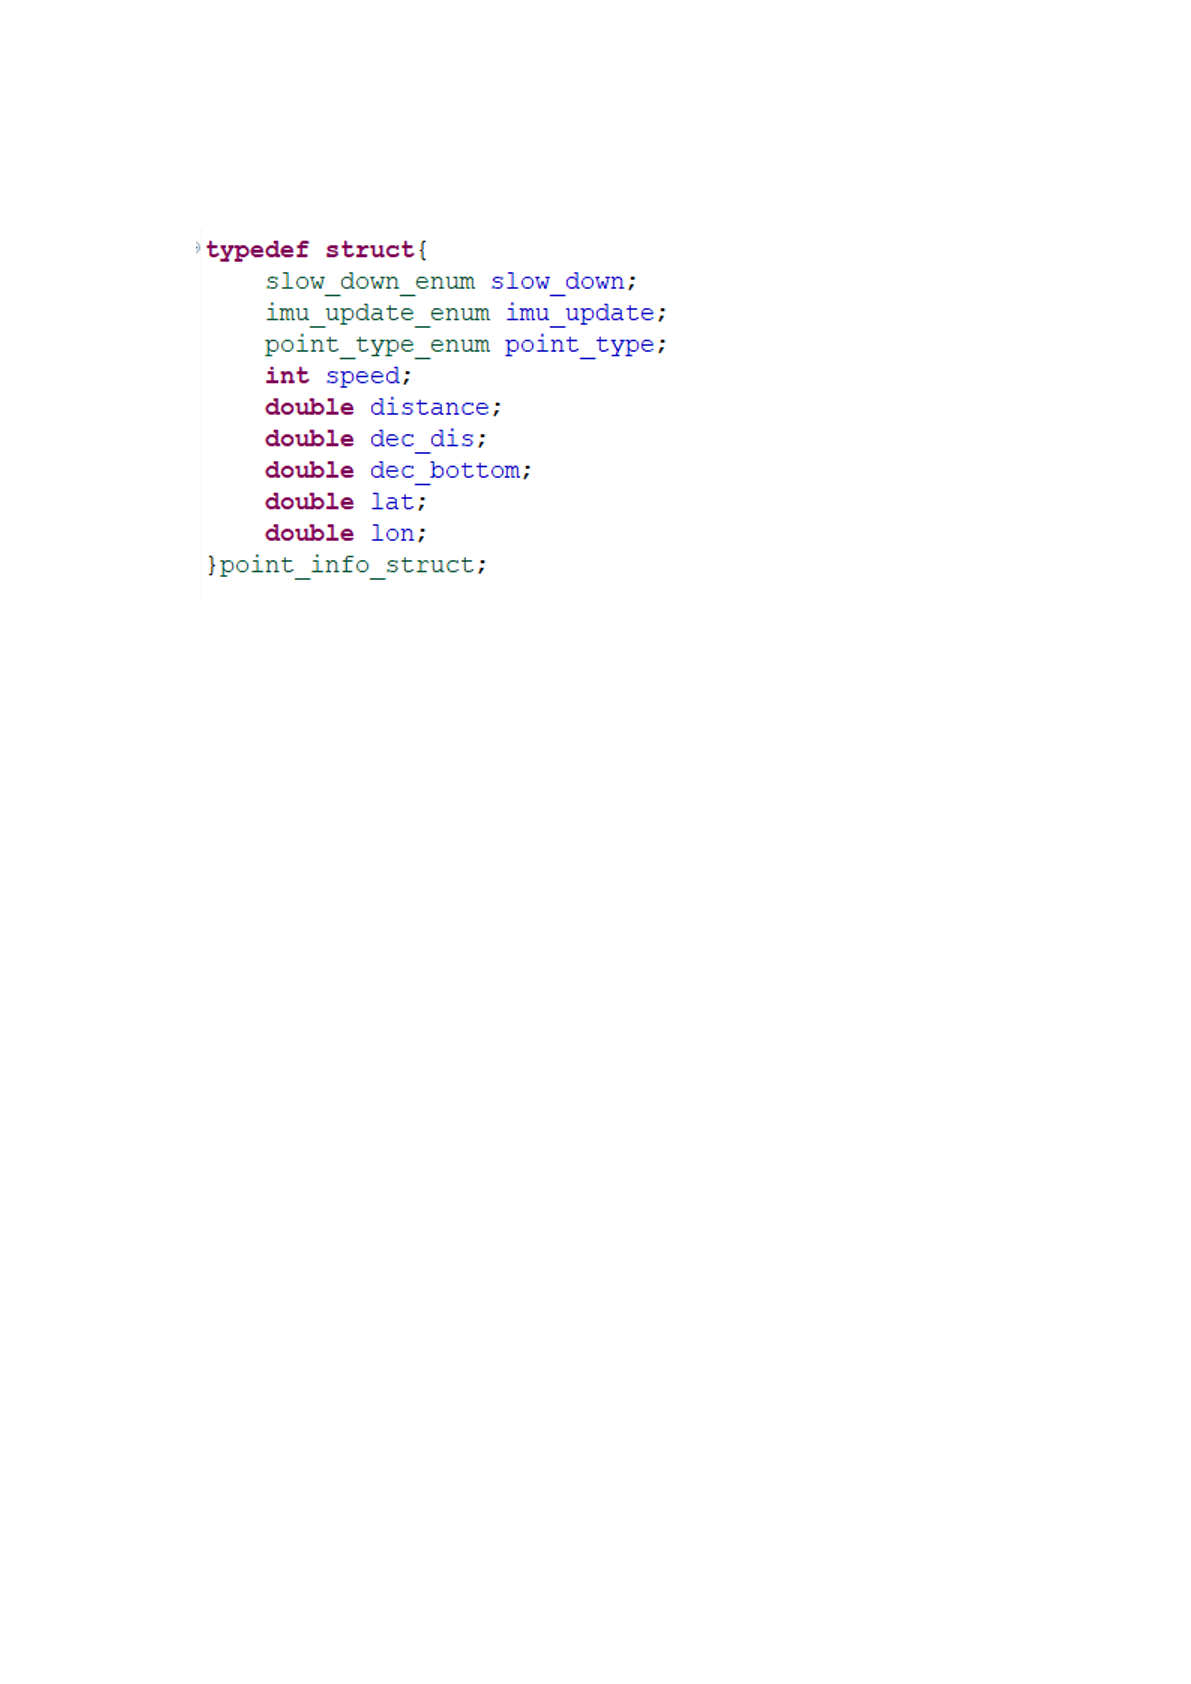 typedef struct{
    slow_down_enum slow_down;
    imu_update_enum imu_update;
    point_type_enum point_type;
    int speed;
    double distance;
    double dec_dis;
    double dec_bottom;
    double lat;
    double lon;
}point_info_struct;